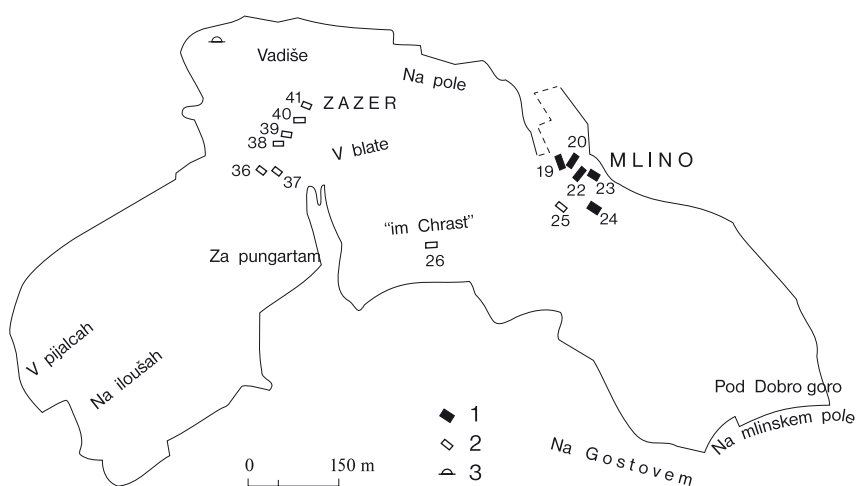 Vadiše
Na pole
41
ZAZER
40
39
38
V blate
36
37
20
MLINO
19
22
23
25
24
"im Chrast"
26
Za pungartam
V pijalcah
Na iloušah
Pod Dobro goro
Na mlinskem pole
Na Gostovem
1
2
3
0
150 m